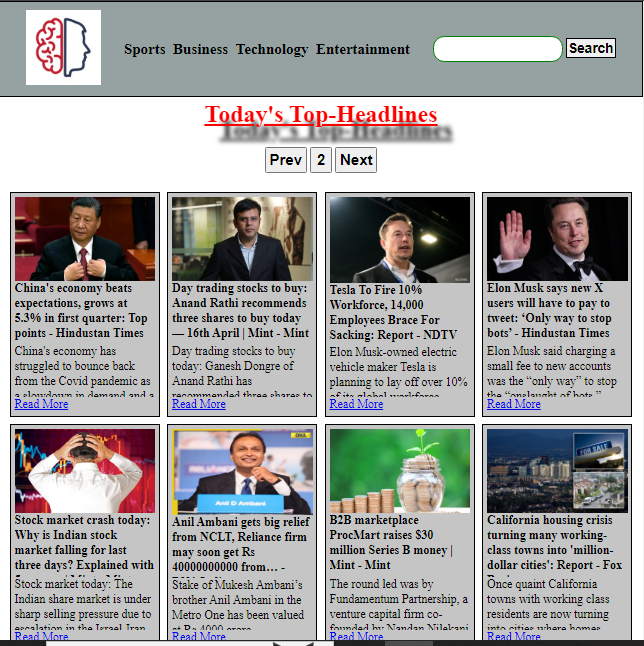 Sports Business Technology Entertainment
Search
Today's Top-Headlines
Prev 2 Next
China's economy beats
expectations, grows at
5.3% in first quarter: Top
points - Hindustan Times
China's economy has
struggled to bounce back
from the Covid pandemic as
a slowdown in demand and a
Read More
Day trading stocks to buy:
Anand Rathi recommends
three shares to buy today
— 16th April | Mint - Mint
Day trading stocks to buy
today: Ganesh Dongre of
Anand Rathi has
recommended three shares to
Read More
Tesla To Fire 10%
Workforce, 14,000
Employees Brace For
Sacking: Report - NDTV
Elon Musk-owned electric
vehicle maker Tesla is
planning to lay off over 10%
of its global workforce
Read More
Elon Musk says new X
users will have to pay to
tweet: ‘Only way to stop
bots’ - Hindustan Times
Elon Musk said charging a
small fee to new accounts
was the “only way” to stop
the “onslaught of bots.”
Read More
Stock market crash today:
Why is Indian stock
market falling for last
three days? Explained with
Stock market today: The
Indian share market is under
sharp selling pressure due to
escalation in the Israel-Iran
Read More
DNA
Anil D Ambani
Anil Ambani gets big relief
from NCLT, Reliance firm
may soon get Rs
40000000000 from… -
Stake of Mukesh Ambani’s
brother Anil Ambani in the
Metro One has been valued
at Rs 4000 crore
Read More
B2B marketplace
ProcMart raises $30
million Series B money |
Mint - Mint
The round led was by
Fundamentum Partnership, a
venture capital firm co-
founded by Nandan Nilekani
Read More
FOR SALE
California housing crisis
turning many working-
class towns into 'million-
dollar cities': Report - Fox
Once quaint California
towns with working class
residents are now turning
into cities where homes
Read More